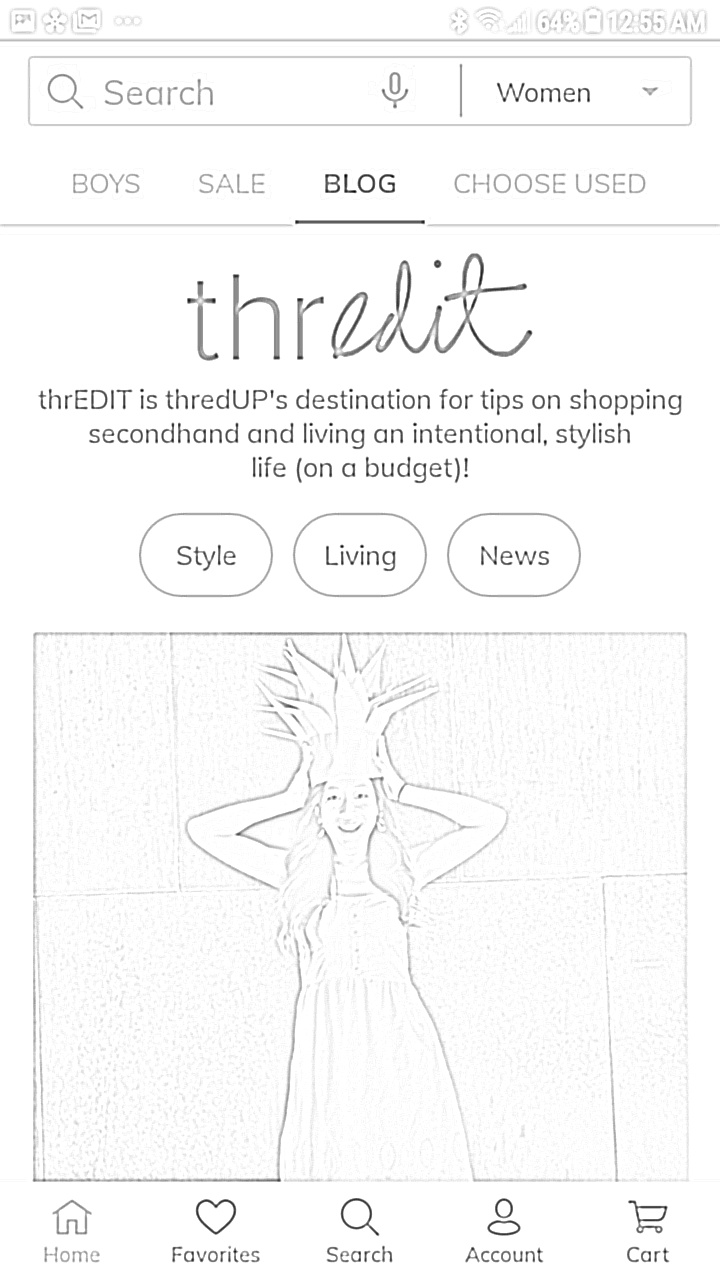 64% 12:55 AM
Search Women
BOYS SALE BLOG CHOOSE USED
thredit
thrEDIT is thredUP's destination for tips on shopping
secondhand and living an intentional, stylish
life (on a budget)!
Style Living News
Home Favorites Search Account Cart